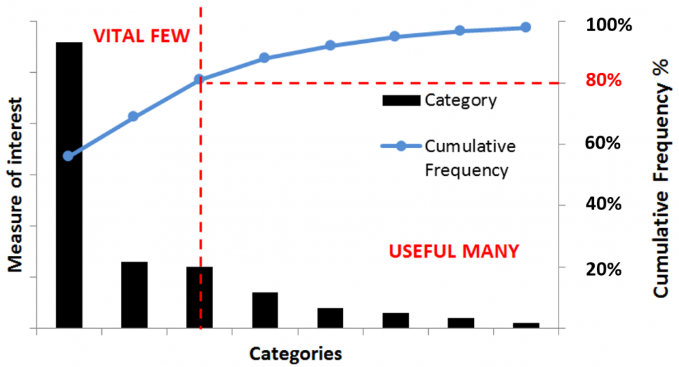 VITAL FEW
100%
80%
Category
Cumulative
Frequency
60%
40%
USEFUL MANY
20%
Measure of interest
Cumulative Frequency %
Categories